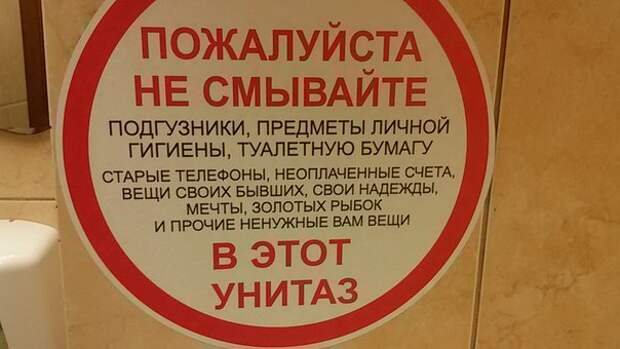 ПОЖАЛУЙСТА
НЕ СМЫВАЙТЕ
ПОДГУЗНИКИ, ПРЕДМЕТЫ ЛИЧНОЙ
ГИГИЕНЫ, ТУАЛЕТНУЮ БУМАГУ
СТАРЫЕ ТЕЛЕФОНЫ, НЕОПЛАЧЕННЫЕ СЧЕТА,
ВЕЩИ СВОИХ БЫВШИХ, СВОИ НАДЕЖДЫ,
МЕЧТЫ, ЗОЛОТЫХ РЫБОК
И ПРОЧИЕ НЕНУЖНЫЕ ВАМ ВЕЩИ
В ЭТОТ
УНИТАЗ